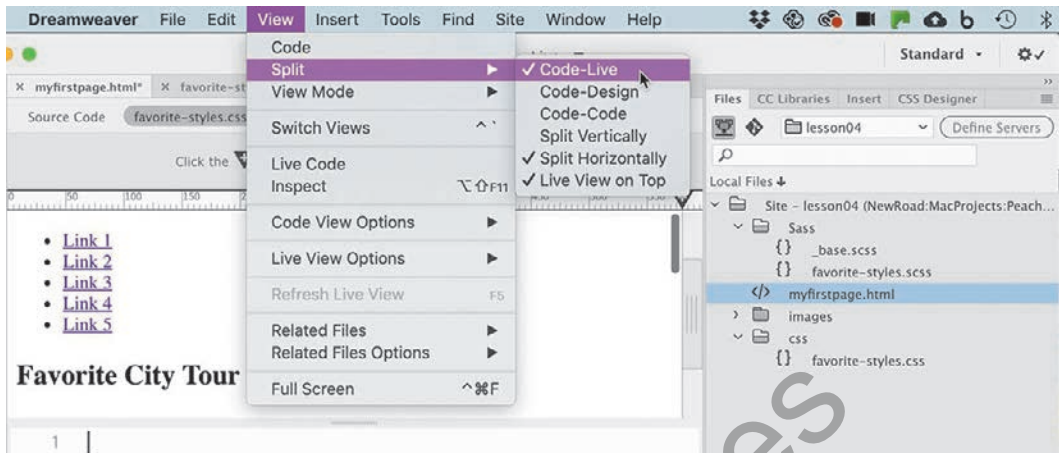 Dreamweaver File Edit View Insert Tools Find Site Window Help
Standard
myfirstpage.html* favorite-st
Source Code favorite-styles.css
Click the
Code
Split
View Mode
Switch Views ^ `
Live Code
Inspect ⌥⇧F11
Code View Options
Live View Options
Refresh Live View F5
Related Files
Related Files Options
Full Screen ^⌘F
✓ Code-Live
Code-Design
Code-Code
Split Vertically
✓ Split Horizontally
✓ Live View on Top
0 50 100 150
• Link 1
• Link 2
• Link 3
• Link 4
• Link 5
Favorite City Tour
1
Files CC Libraries Insert CSS Designer
lesson04 Define Servers
Local Files
Site - lesson04 (NewRoad:MacProjects:Peach...
Sass
{} _base.scss
{} favorite-styles.scss
</> myfirstpage.html
images
css
{} favorite-styles.css